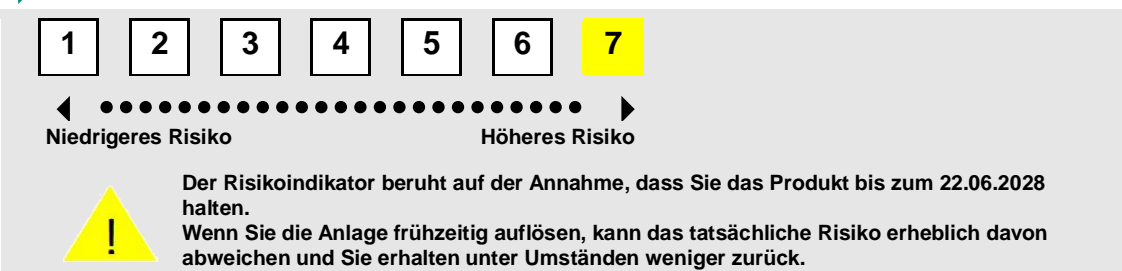 1 2 3 4 5 6 7
Niedrigeres Risiko Höheres Risiko
Der Risikoindikator beruht auf der Annahme, dass Sie das Produkt bis zum 22.06.2028
halten.
! Wenn Sie die Anlage frühzeitig auflösen, kann das tatsächliche Risiko erheblich davon
abweichen und Sie erhalten unter Umständen weniger zurück.